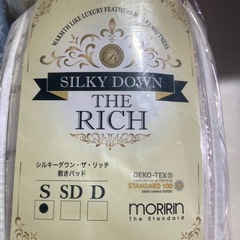 WARMTH LIKE LUXURY FEATHERS &
SILKY DOWN
THE
RICH
シルキーダウン・ザ・リッチ
敷きパッド
S SD D
OEKO-TEX®
STANDARD 100
MORIRIN
The Standard